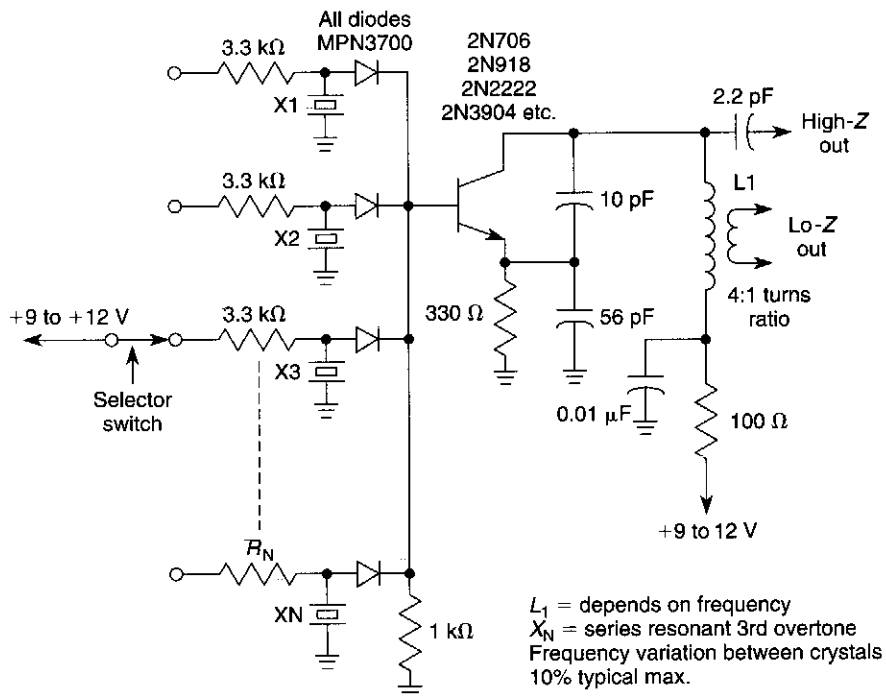 All diodes
MPN3700
3.3 kΩ
X1
2N706
2N918
2N2222
2N3904 etc.
2.2 pF
High-Z
out
3.3 kΩ
X2
10 pF
L1
Lo-Z
out
4:1 turns
ratio
+9 to +12 V
3.3 kΩ
330 Ω
56 pF
X3
Selector
switch
0.01 µF
100 Ω
+9 to 12 V
RN
XN
1 kΩ
L1 = depends on frequency
XN = series resonant 3rd overtone
Frequency variation between crystals
10% typical max.